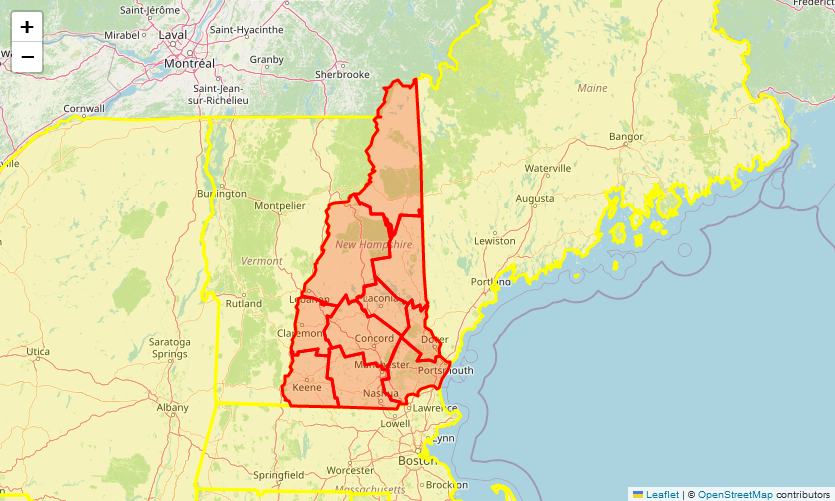 +
−
Saint-Jérôme
Mirabel
Laval
Montréal
Saint-Hyacinthe
Granby
Sherbrooke
Saint-Jean-
sur-Richelieu
Cornwall
Fredericton
Maine
Bangor
Waterville
Augusta
Lewiston
Portland
Burlington
Montpelier
Vermont
New Hampshire
Rutland
Lebanon
Laconia
Claremont
Concord
Dover
Manchester
Portsmouth
Keene
Nashua
Saratoga
Springs
Utica
Albany
Lawrence
Lowell
Lynn
Boston
Worcester
Springfield
Massachusetts
Brockton
Leaflet | © OpenStreetMap contributors